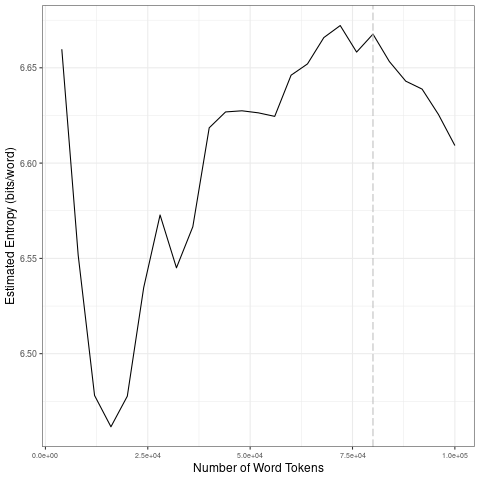 Estimated Entropy (bits/word)
6.65
6.60
6.55
6.50
0.0e+00 2.5e+04 5.0e+04 7.5e+04 1.0e+05
Number of Word Tokens